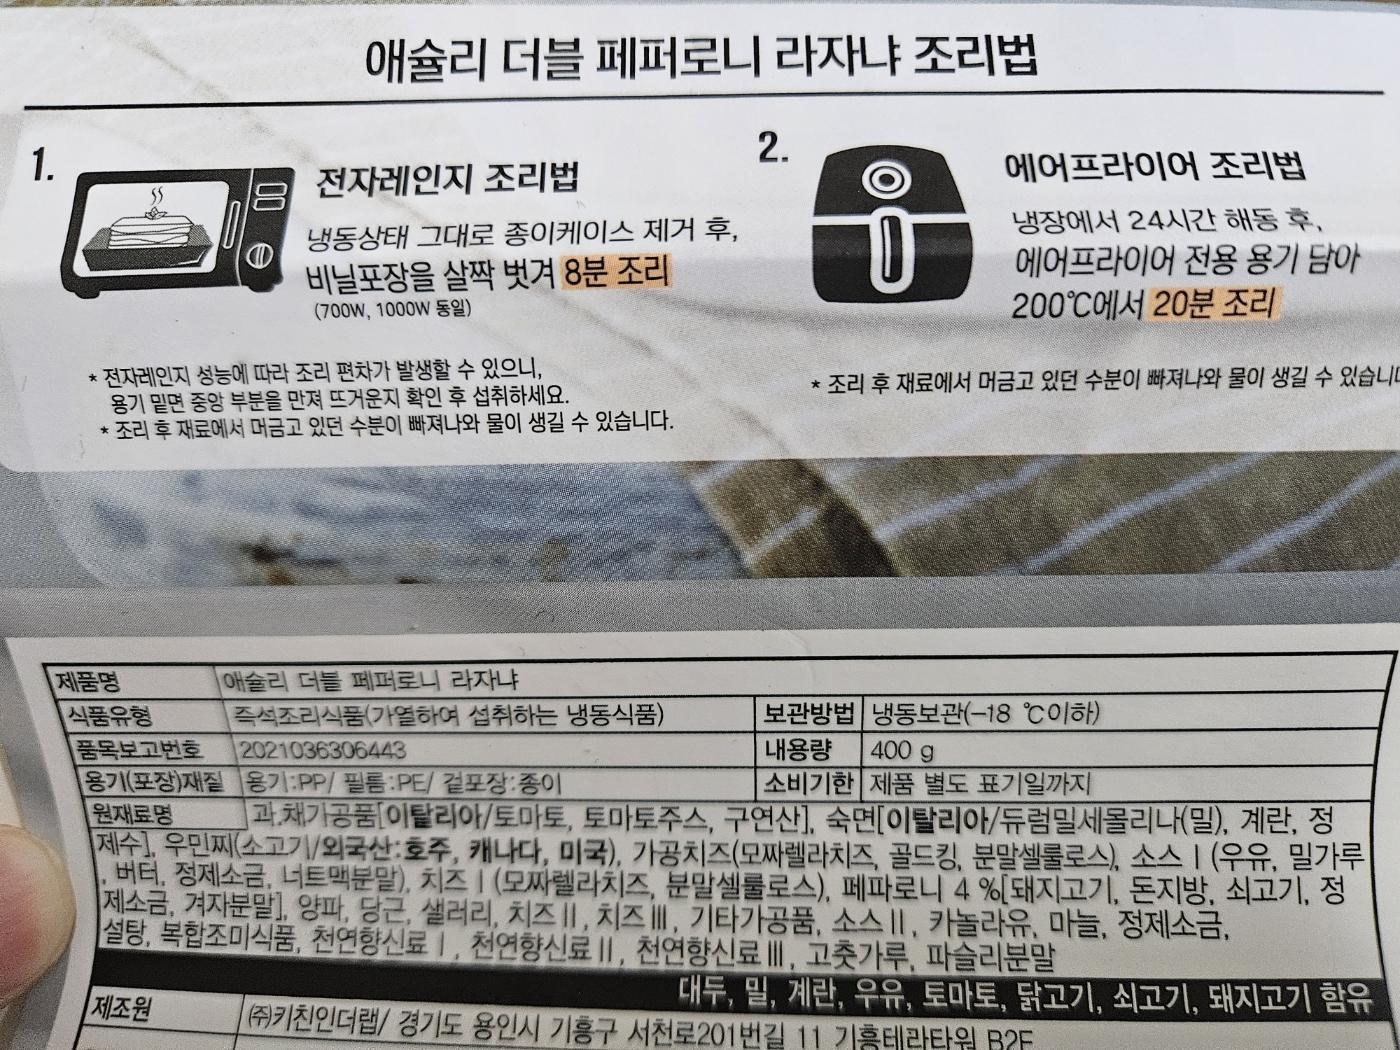 애슐리 더블 페퍼로니 라자냐 조리법
1.
전자레인지 조리법
냉동상태 그대로 종이케이스 제거 후,
비닐포장을 살짝 벗겨 8분 조리
(700W, 1000W 동일)
* 전자레인지 성능에 따라 조리 편차가 발생할 수 있으니,
용기 밑면 중앙 부분을 만져 뜨거운지 확인 후 섭취하세요.
* 조리 후 재료에서 머금고 있던 수분이 빠져나와 물이 생길 수 있습니다.
2.
에어프라이어 조리법
냉장에서 24시간 해동 후,
에어프라이어 전용 용기 담아
200℃에서 20분 조리
* 조리 후 재료에서 머금고 있던 수분이 빠져나와 물이 생길 수 있습니
제품명 애슐리 더블 페퍼로니 라자냐
식품유형 즉석조리식품(가열하여 섭취하는 냉동식품) 보관방법 냉동보관(-18 ℃이하)
품목보고번호 2021036306443 내용량 400 g
용기(포장)재질 용기:PP/ 필름:PE/ 겉포장:종이 소비기한 제품 별도 표기일까지
원재료명 과.채가공품[이탈리아/토마토, 토마토주스, 구연산], 숙면[이탈리아/듀럼밀세몰리나(밀), 계란, 정
제수], 우민찌(소고기/외국산:호주, 캐나다, 미국), 가공치즈(모짜렐라치즈, 골드킹, 분말셀룰로스), 소스Ⅰ(우유, 밀가루
, 버터, 정제소금, 너트맥분말), 치즈Ⅰ(모짜렐라치즈, 분말셀룰로스), 페파로니 4 %[돼지고기, 돈지방, 쇠고기, 정
제소금, 겨자분말], 양파, 당근, 샐러리, 치즈Ⅱ, 치즈Ⅲ, 기타가공품, 소스Ⅱ, 카놀라유, 마늘, 정제소금,
설탕, 복합조미식품, 천연향신료Ⅰ, 천연향신료Ⅱ, 천연향신료Ⅲ, 고춧가루, 파슬리분말
대두, 밀, 계란, 우유, 토마토, 닭고기, 쇠고기, 돼지고기 함유
제조원 ㈜키친인더랩/ 경기도 용인시 기흥구 서천로201번길 11 기흥테라타워 B2F